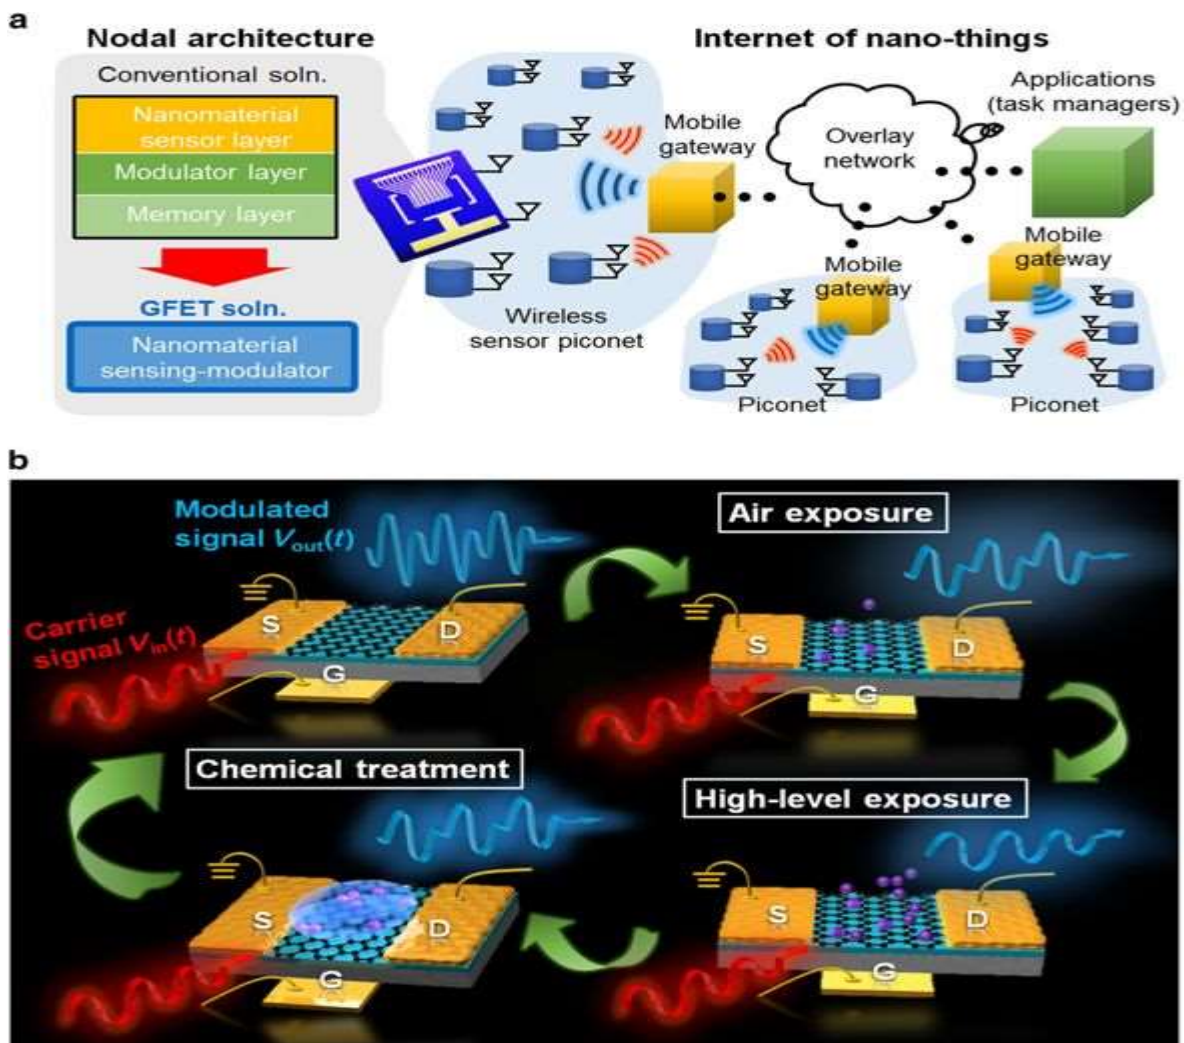 a
Nodal architecture
Conventional soln.
Nanomaterial
sensor layer
Modulator layer
Memory layer
GFET soln.
Nanomaterial
sensing-modulator
Internet of nano-things
Mobile
gateway
Wireless
sensor piconet
Overlay
network
Applications
(task managers)
Mobile
gateway
Piconet
Mobile
gateway
Piconet
b
Modulated
signal Vout(t)
Carrier
signal Vin(t)
S
D
G
Air exposure
S
D
G
Chemical treatment
S
D
G
High-level exposure
S
D
G